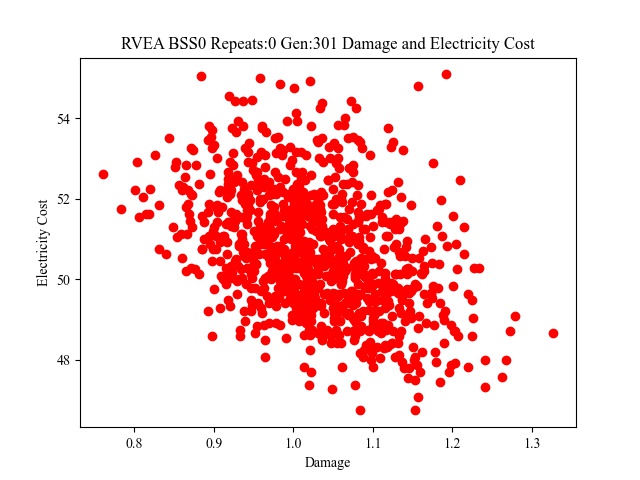 RVEA BSS0 Repeats:0 Gen:301 Damage and Electricity Cost
54
52
50
48
Electricity Cost
0.8 0.9 1.0 1.1 1.2 1.3
Damage